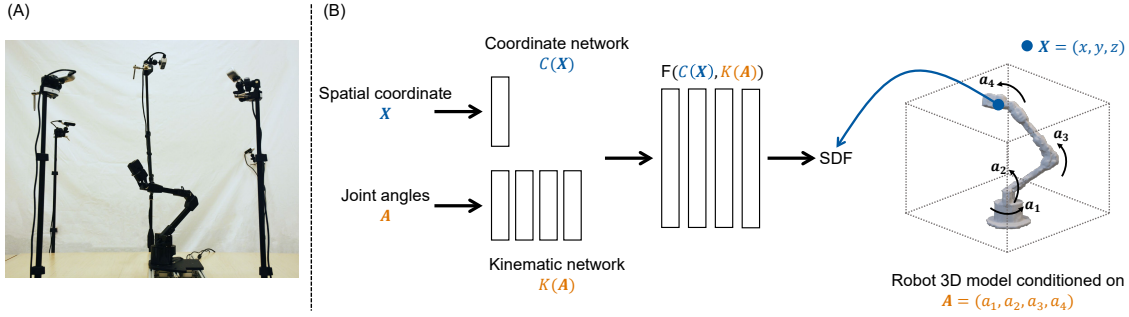 (A)
(B)
Coordinate network
C(X)
Spatial coordinate
X
Joint angles
A
Kinematic network
K(A)
F(C(X), K(A))
SDF
X = (x, y, z)
a₄
a₃
a₂
a₁
Robot 3D model conditioned on
A = (a₁, a₂, a₃, a₄)